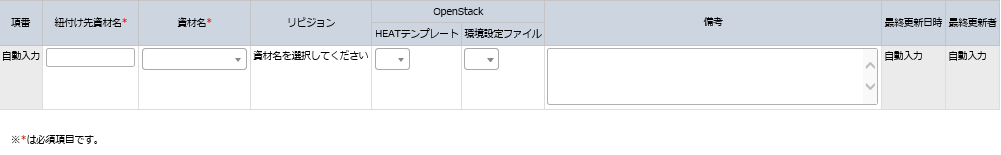 項番 紐付け先資材名* 資材名* リビジョン OpenStack 備考 最終更新日時 最終更新者
HEATテンプレート 環境設定ファイル
自動入力 資材名を選択してください 自動入力 自動入力
※*は必須項目です。